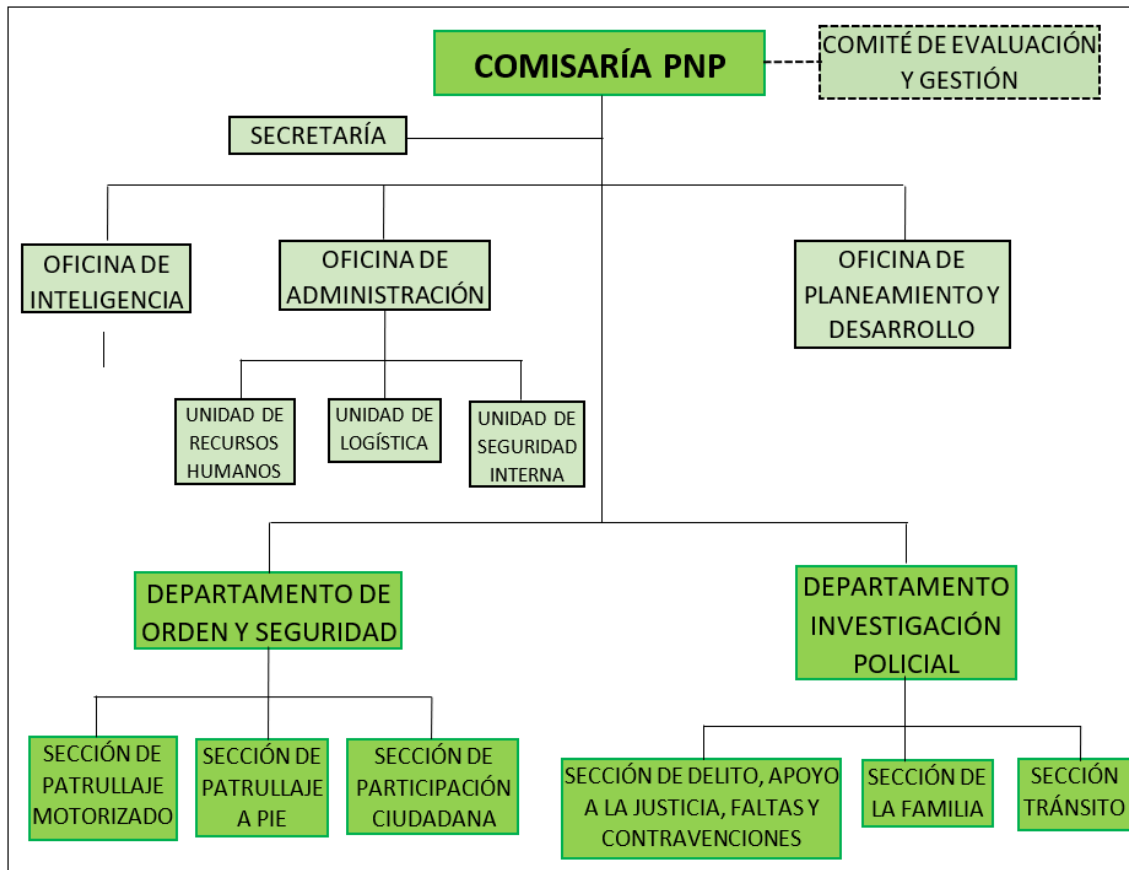 COMISARÍA PNP
COMITÉ DE EVALUACIÓN
Y GESTIÓN
SECRETARÍA
OFICINA DE
INTELIGENCIA
OFICINA DE
ADMINISTRACIÓN
OFICINA DE
PLANEAMIENTO Y
DESARROLLO
UNIDAD DE
RECURSOS
HUMANOS
UNIDAD DE
LOGÍSTICA
UNIDAD DE
SEGURIDAD
INTERNA
DEPARTAMENTO DE
ORDEN Y SEGURIDAD
DEPARTAMENTO
INVESTIGACIÓN
POLICIAL
SECCIÓN DE
PATRULLAJE
MOTORIZADO
SECCIÓN DE
PATRULLAJE
A PIE
SECCIÓN DE
PARTICIPACIÓN
CIUDADANA
SECCIÓN DE DELITO, APOYO
A LA JUSTICIA, FALTAS Y
CONTRAVENCIONES
SECCIÓN DE
LA FAMILIA
SECCIÓN
TRÁNSITO